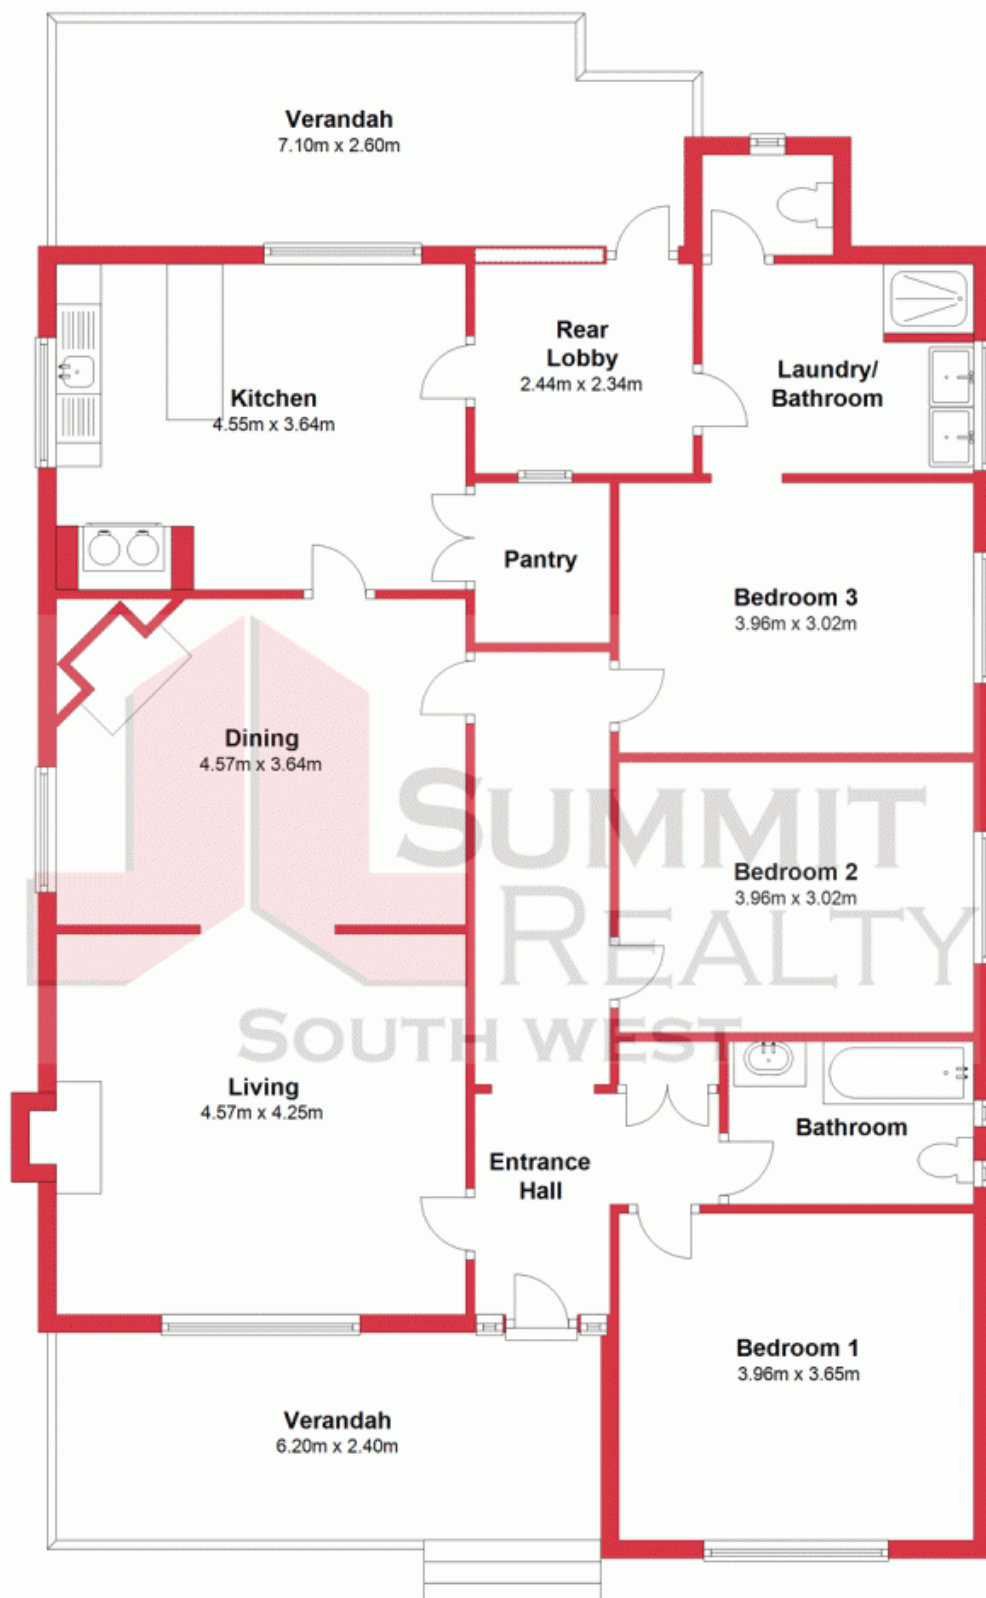 Verandah
7.10m x 2.60m
Rear
Lobby
2.44m x 2.34m
Laundry/
Bathroom
Kitchen
4.55m x 3.64m
Pantry
Bedroom 3
3.96m x 3.02m
Dining
4.57m x 3.64m
SUMMIT
REALTY
SOUTH WEST
Bedroom 2
3.96m x 3.02m
Living
4.57m x 4.25m
Bathroom
Entrance
Hall
Bedroom 1
3.96m x 3.65m
Verandah
6.20m x 2.40m